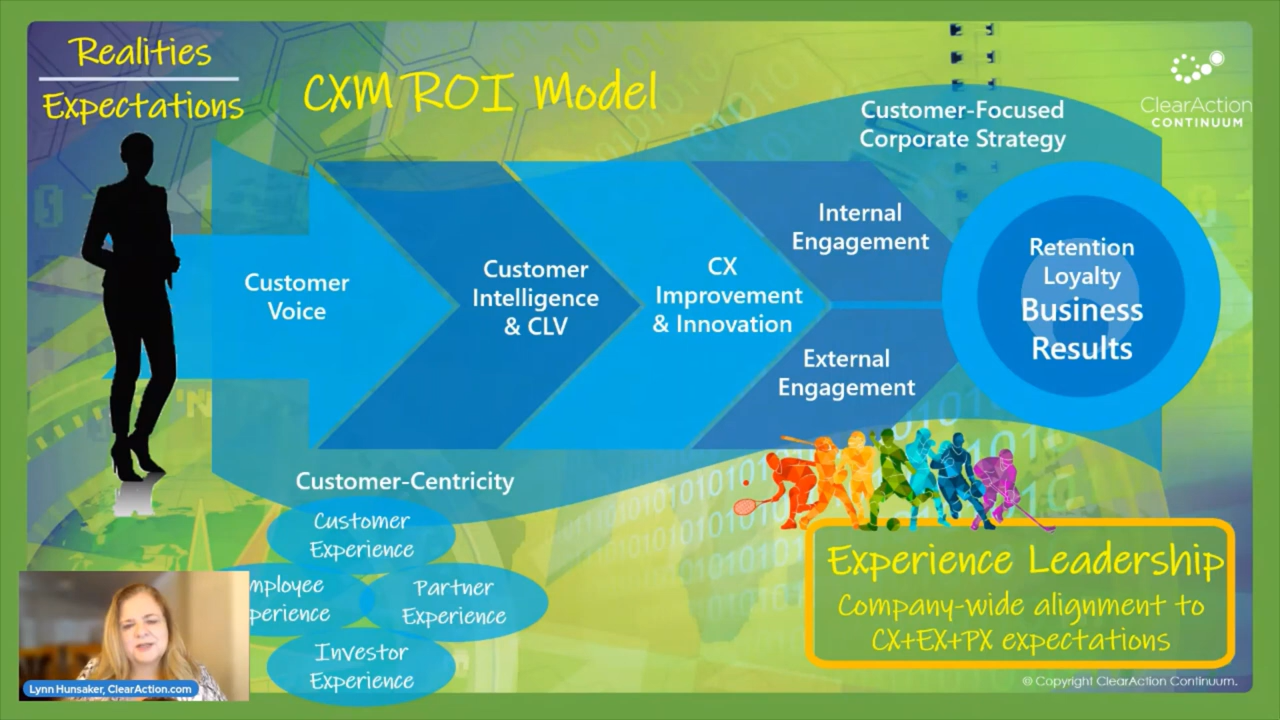 Realities
Expectations
CXM ROI Model
Customer-Focused
Corporate Strategy
ClearAction
CONTINUUM
Customer
Voice
Customer
Intelligence
& CLV
CX
Improvement
& Innovation
Internal
Engagement
External
Engagement
Retention
Loyalty
Business
Results
Customer-Centricity
Customer
Experience
mployee
perience
Partner
Experience
Investor
Experience
Experience Leadership
Company-wide alignment to
CX+EX+PX expectations
Lynn Hunsaker, ClearAction.com
© Copyright ClearAction Continuum.